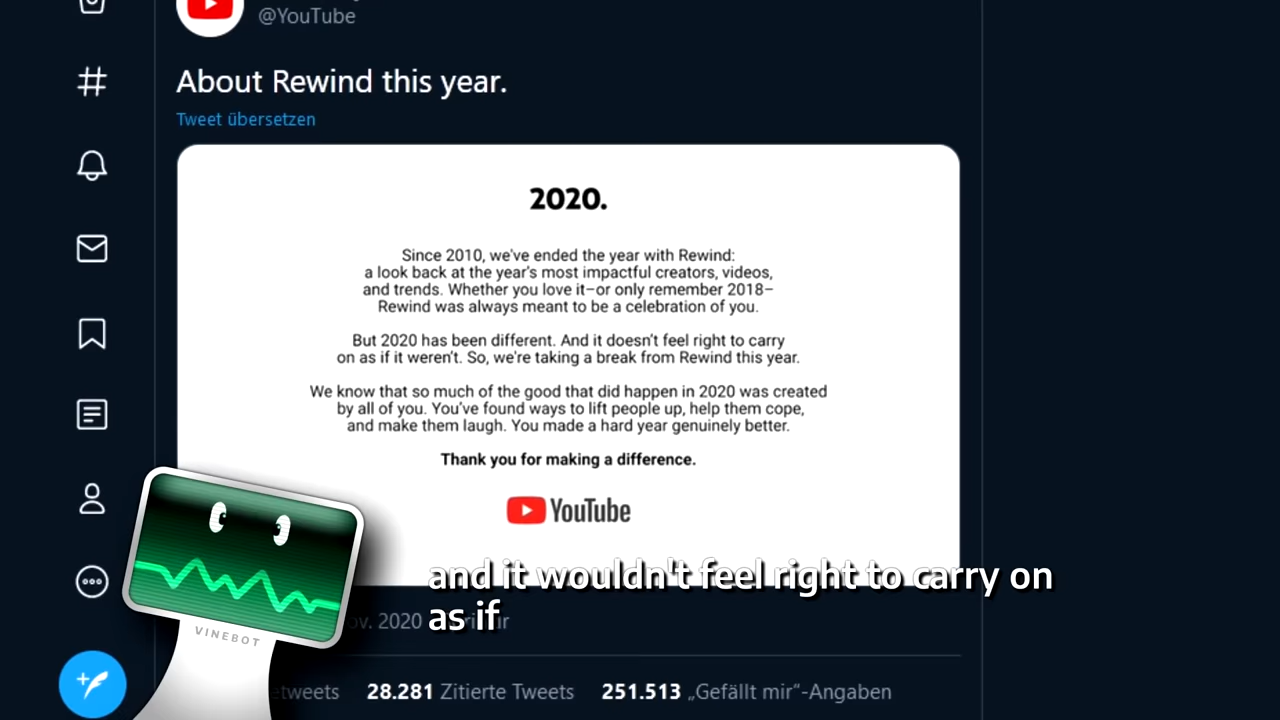 @YouTube
About Rewind this year.
Tweet übersetzen
2020.
Since 2010, we've ended the year with Rewind:
a look back at the year's most impactful creators, videos,
and trends. Whether you love it–or only remember 2018–
Rewind was always meant to be a celebration of you.
But 2020 has been different. And it doesn't feel right to carry
on as if it weren't. So, we're taking a break from Rewind this year.
We know that so much of the good that did happen in 2020 was created
by all of you. You've found ways to lift people up, help them cope,
and make them laugh. You made a hard year genuinely better.
Thank you for making a difference.
YouTube
and it wouldn't feel right to carry on
as if
2020
VINEBOT
28.281 Zitierte Tweets 251.513 „Gefällt mir“-Angaben